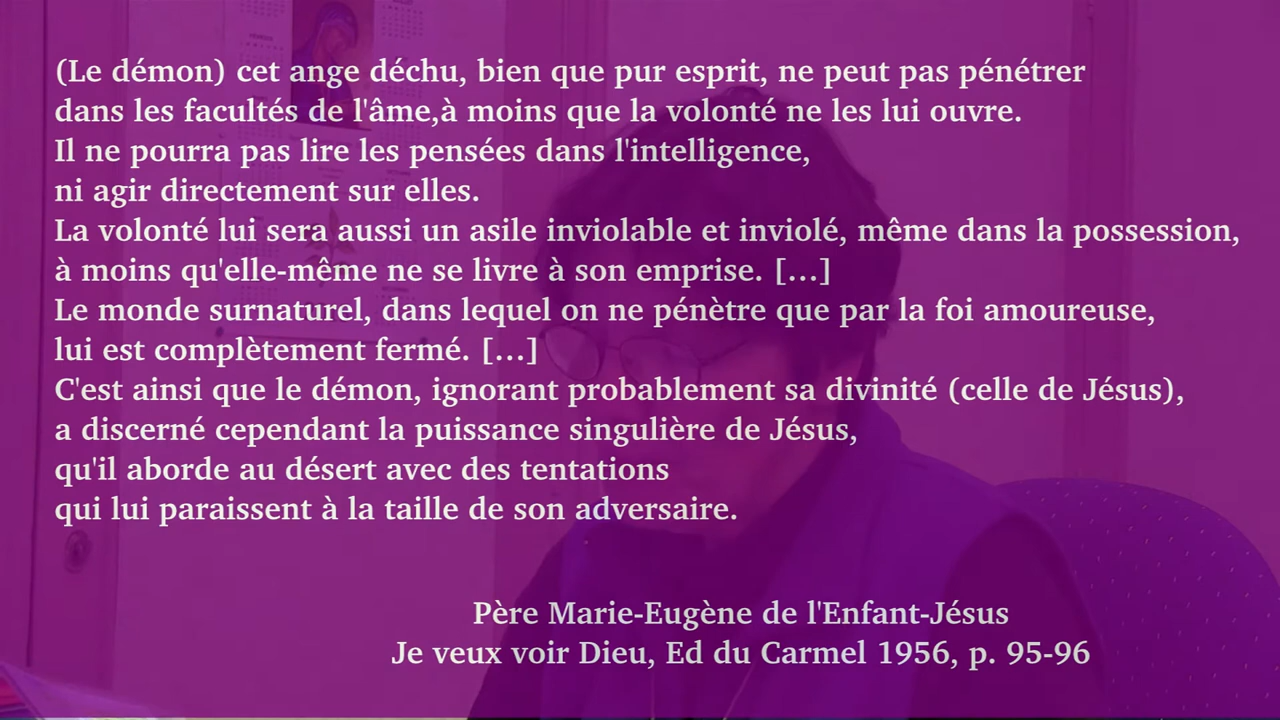 (Le démon) cet ange déchu, bien que pur esprit, ne peut pas pénétrer
dans les facultés de l'âme,à moins que la volonté ne les lui ouvre.
Il ne pourra pas lire les pensées dans l'intelligence,
ni agir directement sur elles.
La volonté lui sera aussi un asile inviolable et inviolé, même dans la possession,
à moins qu'elle-même ne se livre à son emprise. [...]
Le monde surnaturel, dans lequel on ne pénètre que par la foi amoureuse,
lui est complètement fermé. [...]
C'est ainsi que le démon, ignorant probablement sa divinité (celle de Jésus),
a discerné cependant la puissance singulière de Jésus,
qu'il aborde au désert avec des tentations
qui lui paraissent à la taille de son adversaire.
Père Marie-Eugène de l'Enfant-Jésus
Je veux voir Dieu, Ed du Carmel 1956, p. 95-96